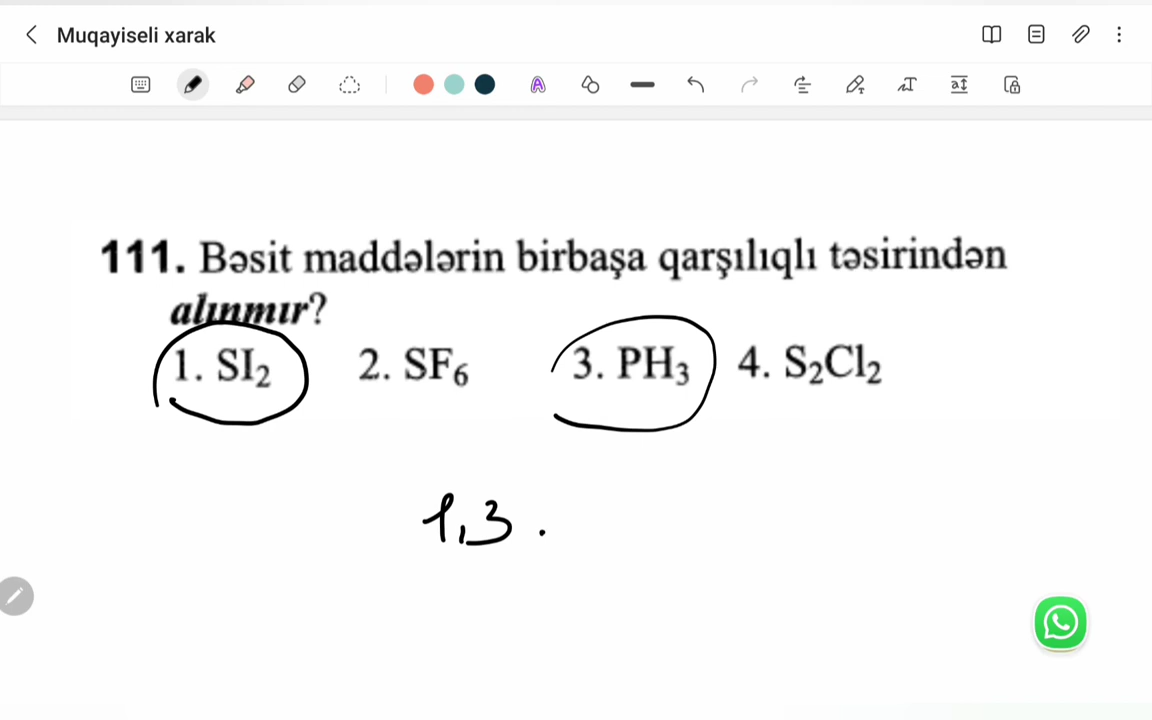 Muqayiseli xarak
111. Bəsit maddələrin birbaşa qarşılıqlı təsirindən
alınmır?
1. SI₂ 2. SF₆ 3. PH₃ 4. S₂Cl₂
1,3 .